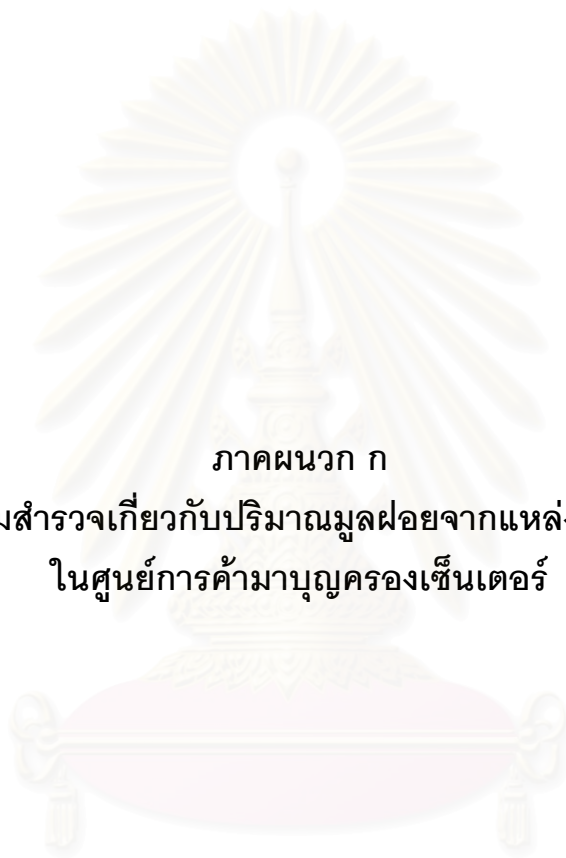 ภาคผนวก ก
สำรวจเกี่ยวกับปริมาณมูลฝอยจากแหล่
ในศูนย์การค้ามาบุญครองเซ็นเตอร์